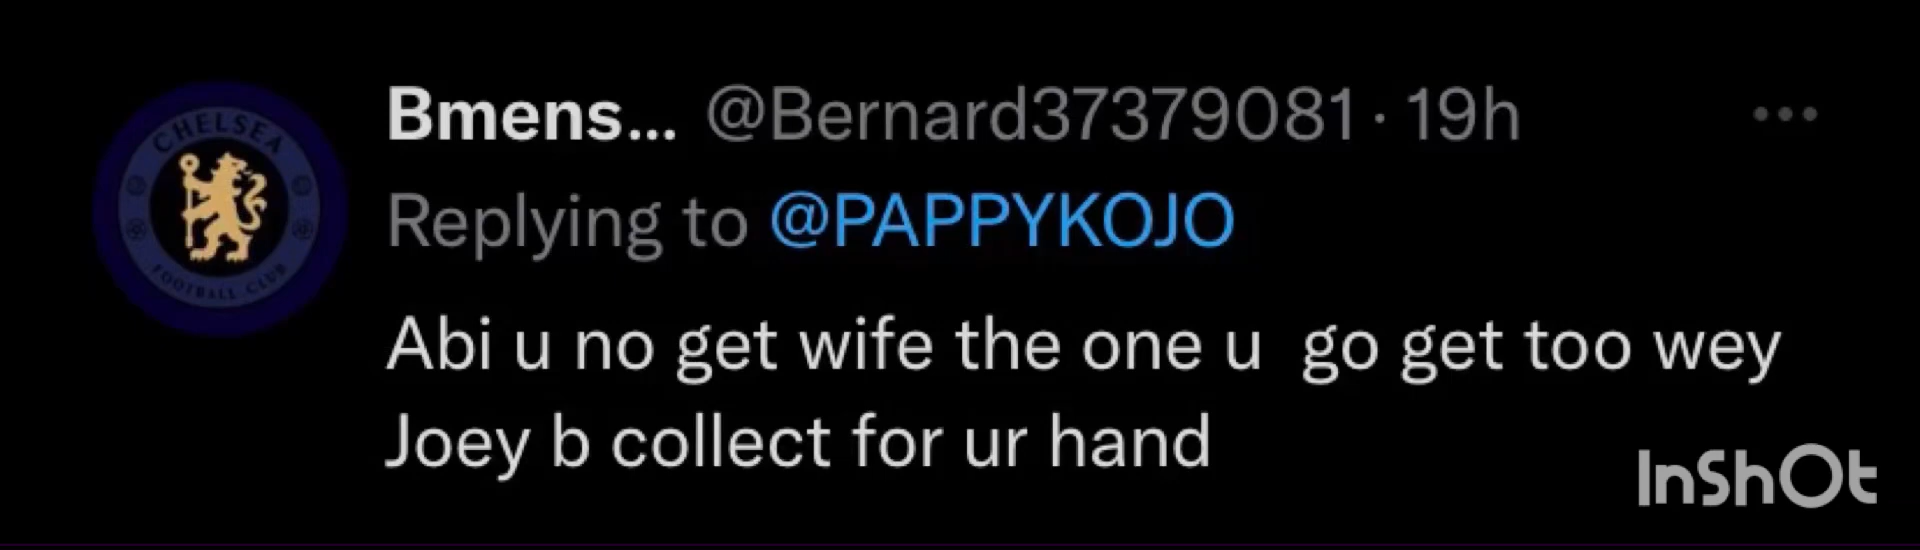 CHELSEA
FOOTBALL CLUB
Bmens... @Bernard37379081 · 19h
Replying to @PAPPYKOJO
Abi u no get wife the one u  go get too wey
Joey b collect for ur hand
InShOt